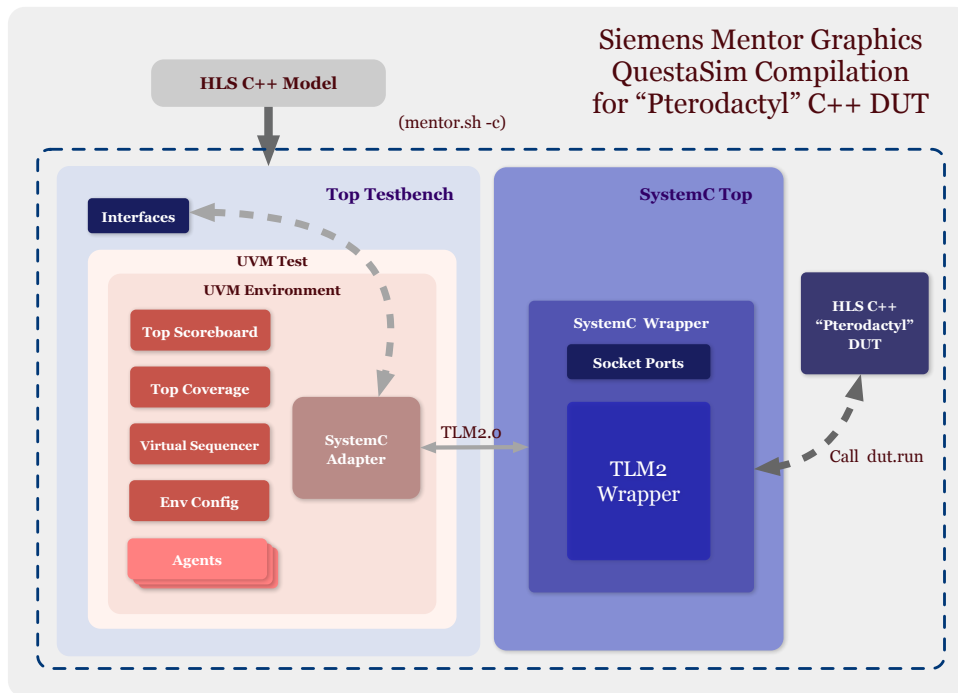 Siemens Mentor Graphics
QuestaSim Compilation
for “Pterodactyl” C++ DUT
HLS C++ Model
(mentor.sh -c)
Top Testbench
SystemC Top
Interfaces
UVM Test
UVM Environment
Top Scoreboard
Top Coverage
Virtual Sequencer
Env Config
Agents
SystemC
Adapter
TLM2.0
SystemC Wrapper
Socket Ports
TLM2
Wrapper
HLS C++
“Pterodactyl”
DUT
Call dut.run